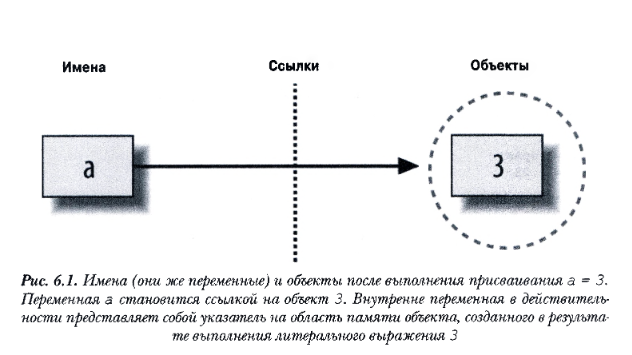 Имена Ссылки Объекты
a 3
Рис. 6.1. Имена (они же переменные) и объекты после выполнения присваивания a = 3.
Переменная a становится ссылкой на объект 3. Внутренне переменная в действитель-
ности представляет собой указатель на область памяти объекта, созданного в результа-
те выполнения литерального выражения 3